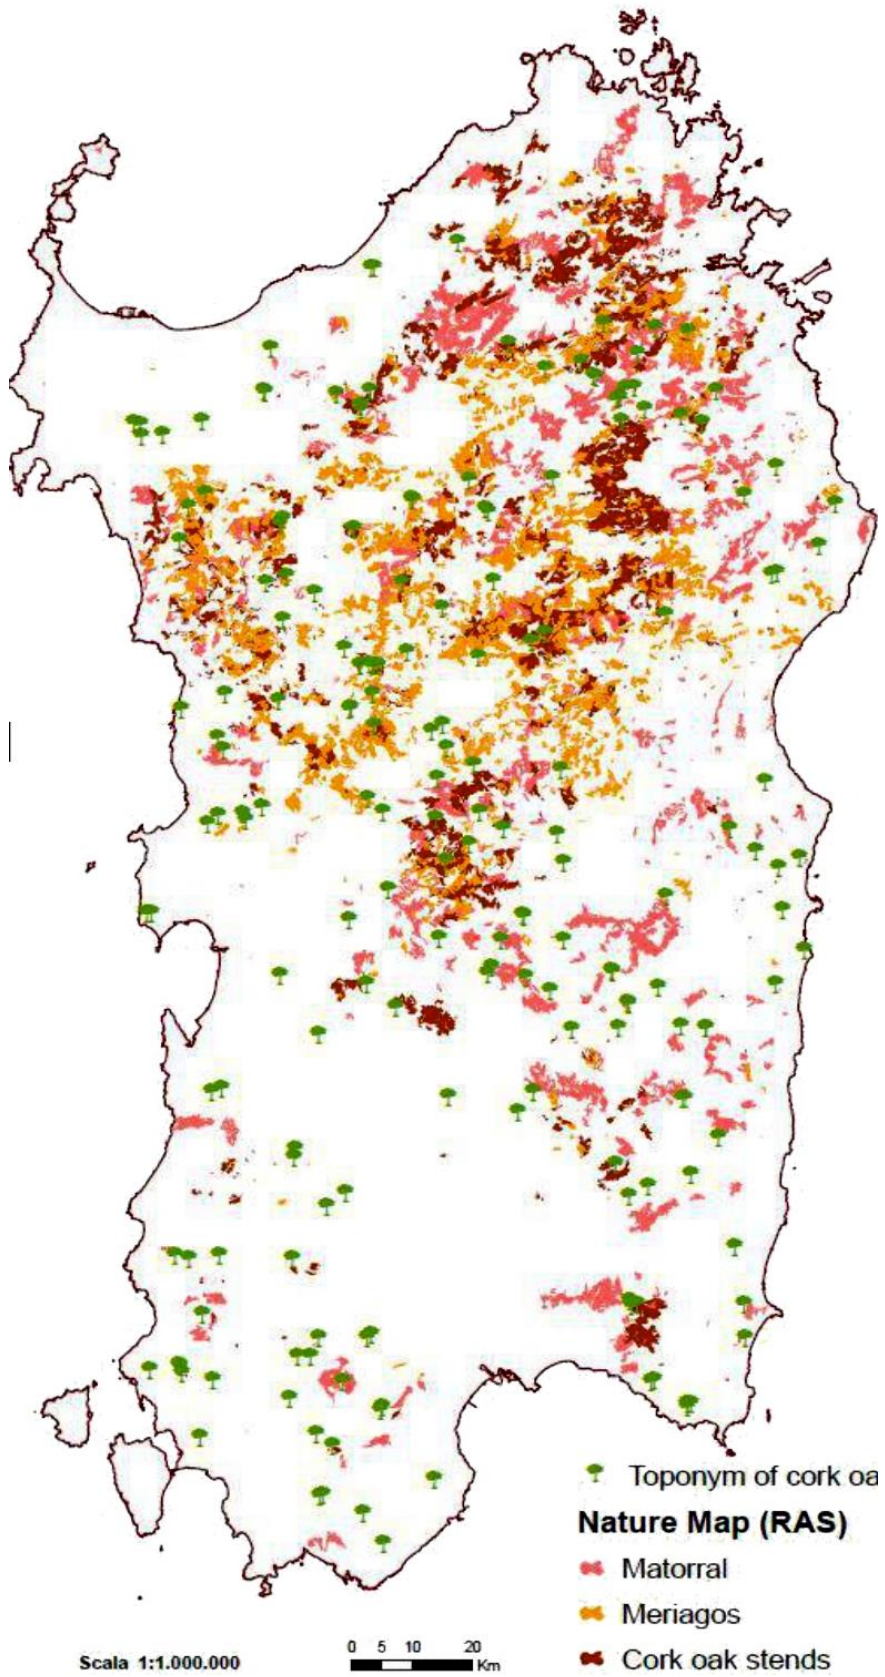 Toponym of cork oa
Nature Map (RAS)
Matorral
Meriagos
Cork oak stends
Scala 1:1.000.000
0 5 10 20
Km